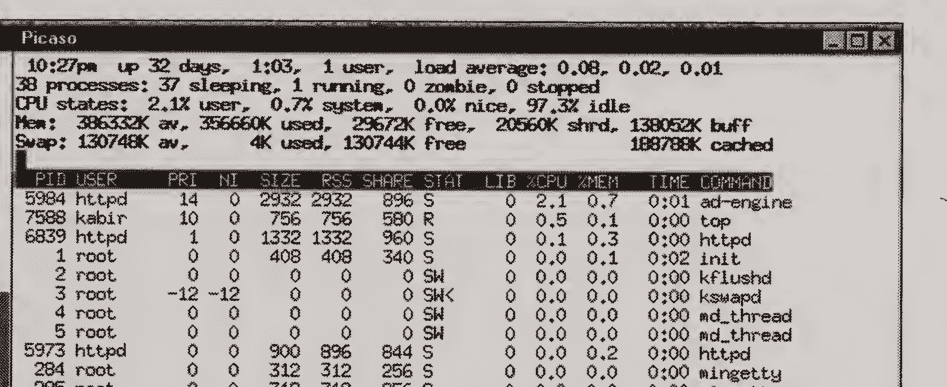 Picaso
10:27pm up 32 days, 1:03, 1 user, load average: 0.08, 0.02, 0.01
38 processes: 37 sleeping, 1 running, 0 zombie, 0 stopped
CPU states: 2.1% user, 0.7% system, 0.0% nice, 97.3% idle
Mem: 386332K av, 356660K used, 29672K free, 20560K shrd, 138052K buff
Swap: 130748K av, 4K used, 130744K free 188788K cached
PID USER PRI NI SIZE RSS SHARE STAT LIB %CPU %MEM TIME COMMAND
5984 httpd 14 0 2932 2932 896 S 0 2.1 0.7 0:01 ad-engine
7588 kabir 10 0 756 756 580 R 0 0.5 0.1 0:00 top
6839 httpd 1 0 1332 1332 960 S 0 0.1 0.3 0:00 httpd
1 root 0 0 408 408 340 S 0 0.0 0.1 0:02 init
2 root 0 0 0 0 0 SW 0 0.0 0.0 0:00 kflushd
3 root -12 -12 0 0 0 SW< 0 0.0 0.0 0:00 kswapd
4 root 0 0 0 0 0 SW 0 0.0 0.0 0:00 md_thread
5 root 0 0 0 0 0 SW 0 0.0 0.0 0:00 md_thread
5973 httpd 0 0 900 896 844 S 0 0.0 0.2 0:00 httpd
284 root 0 0 312 312 256 S 0 0.0 0.0 0:00 mingetty